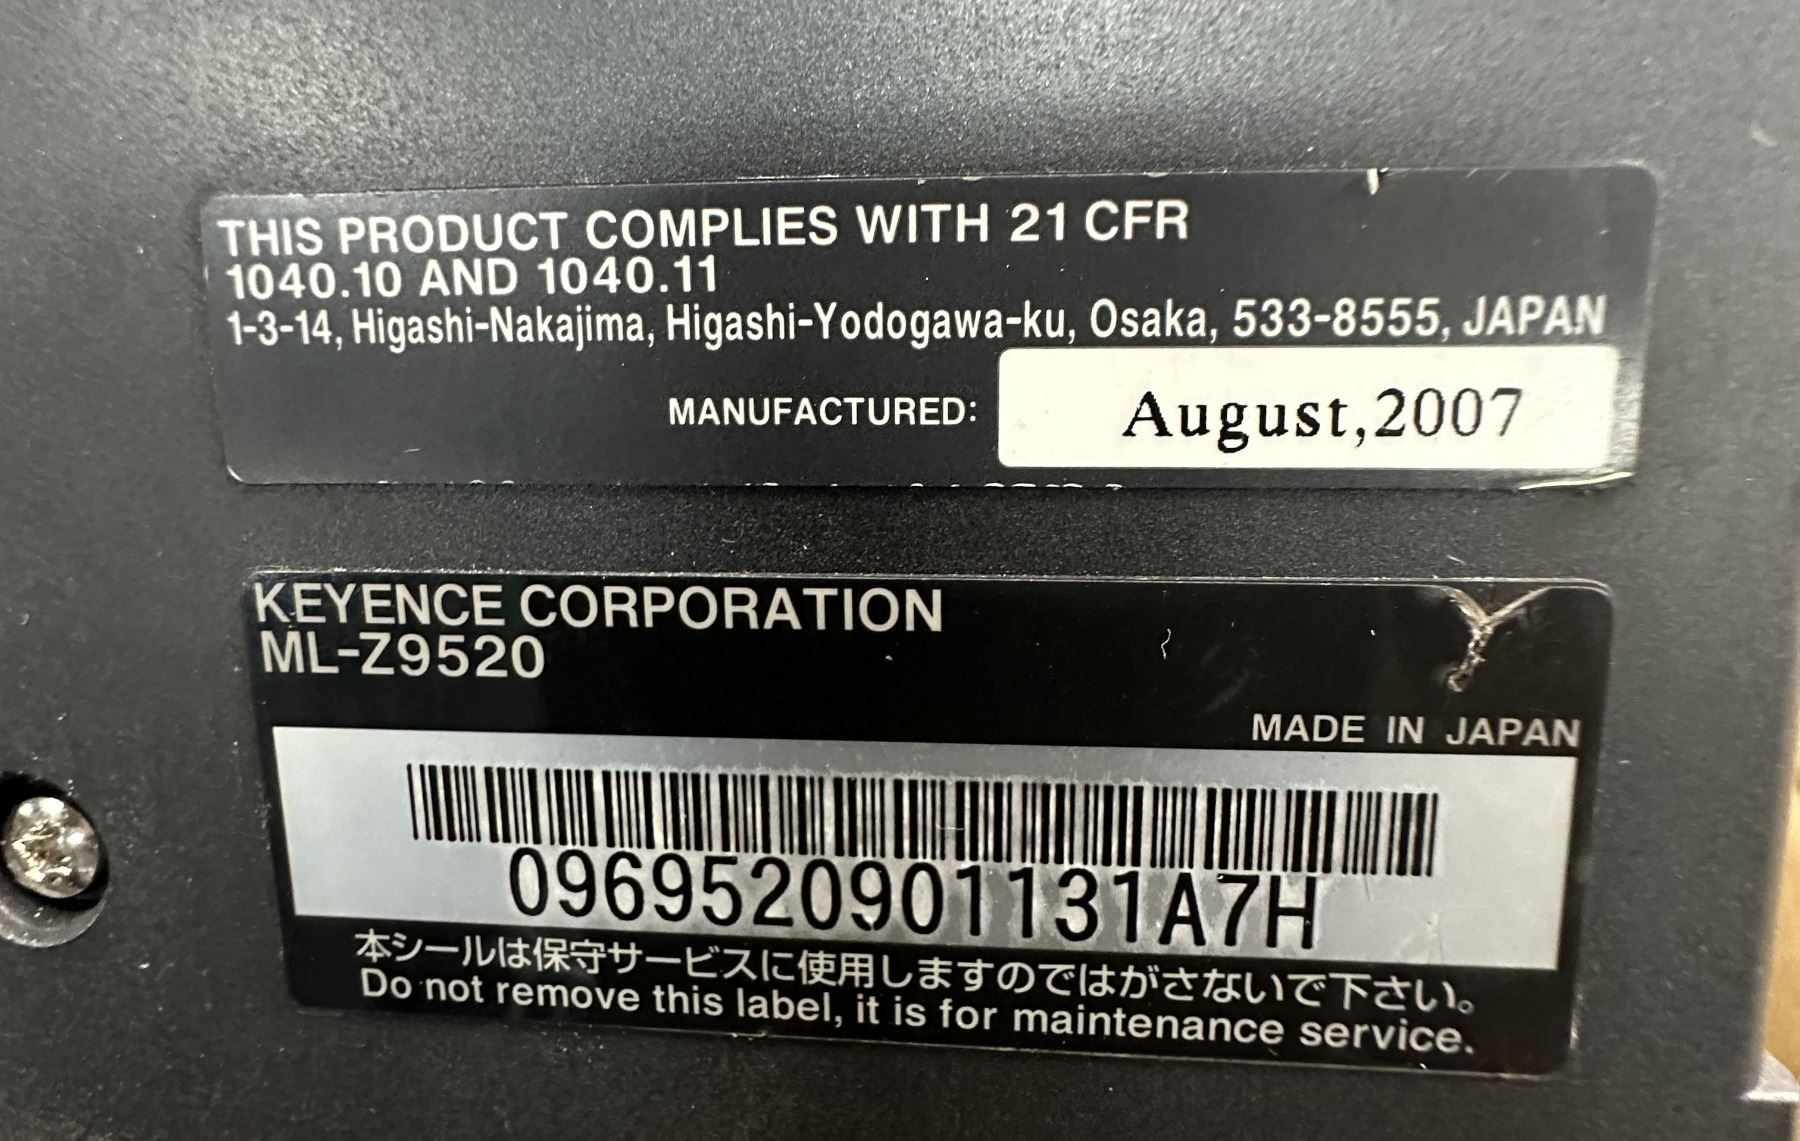 THIS PRODUCT COMPLIES WITH 21 CFR
1040.10 AND 1040.11
1-3-14, Higashi-Nakajima, Higashi-Yodogawa-ku, Osaka, 533-8555, JAPAN
MANUFACTURED: August,2007
KEYENCE CORPORATION
ML-Z9520
MADE IN JAPAN
0969520901131A7H
本シールは保守サービスに使用しますのではがさないで下さい。
Do not remove this label, it is for maintenance service.